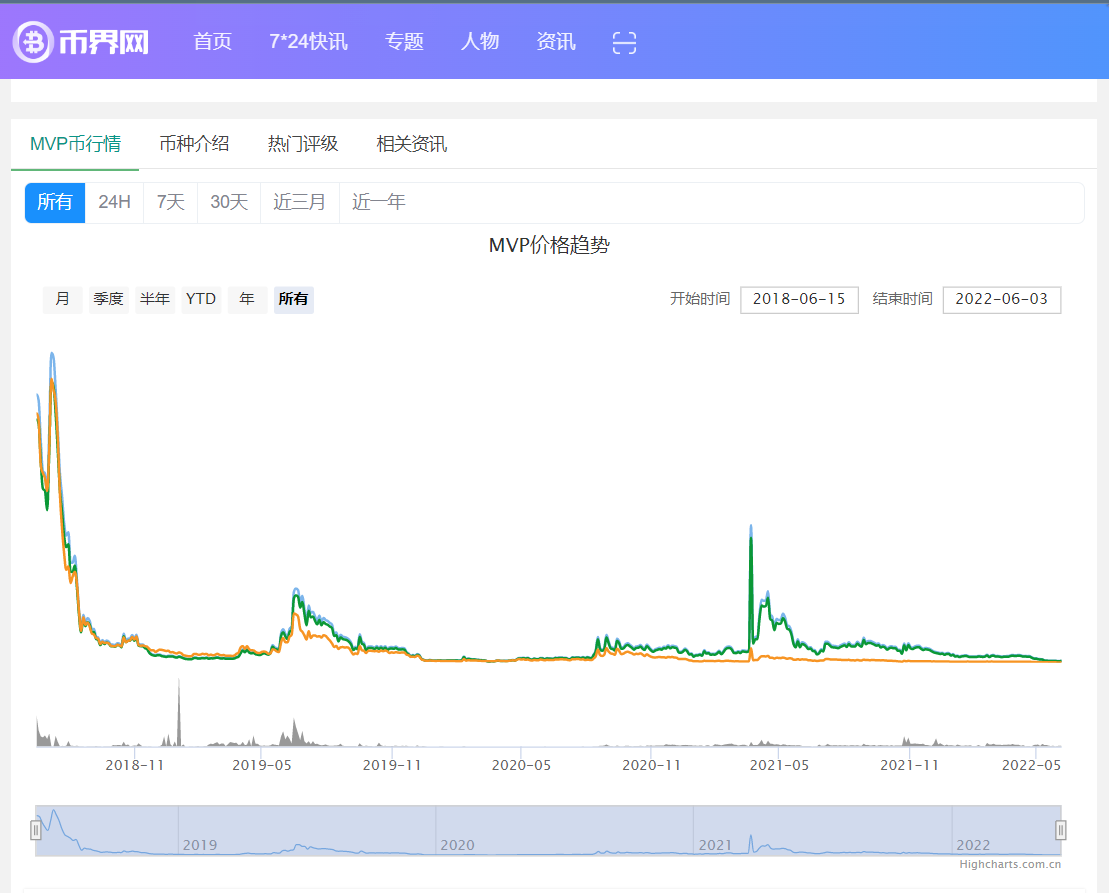 币界网 首页 7*24快讯 专题 人物 资讯
MVP币行情 币种介绍 热门评级 相关资讯
所有 24H 7天 30天 近三月 近一年
MVP价格趋势
月 季度 半年 YTD 年 所有 开始时间 2018-06-15 结束时间 2022-06-03
2018-11 2019-05 2019-11 2020-05 2020-11 2021-05 2021-11 2022-05
2019 2020 2021 2022
Highcharts.com.cn